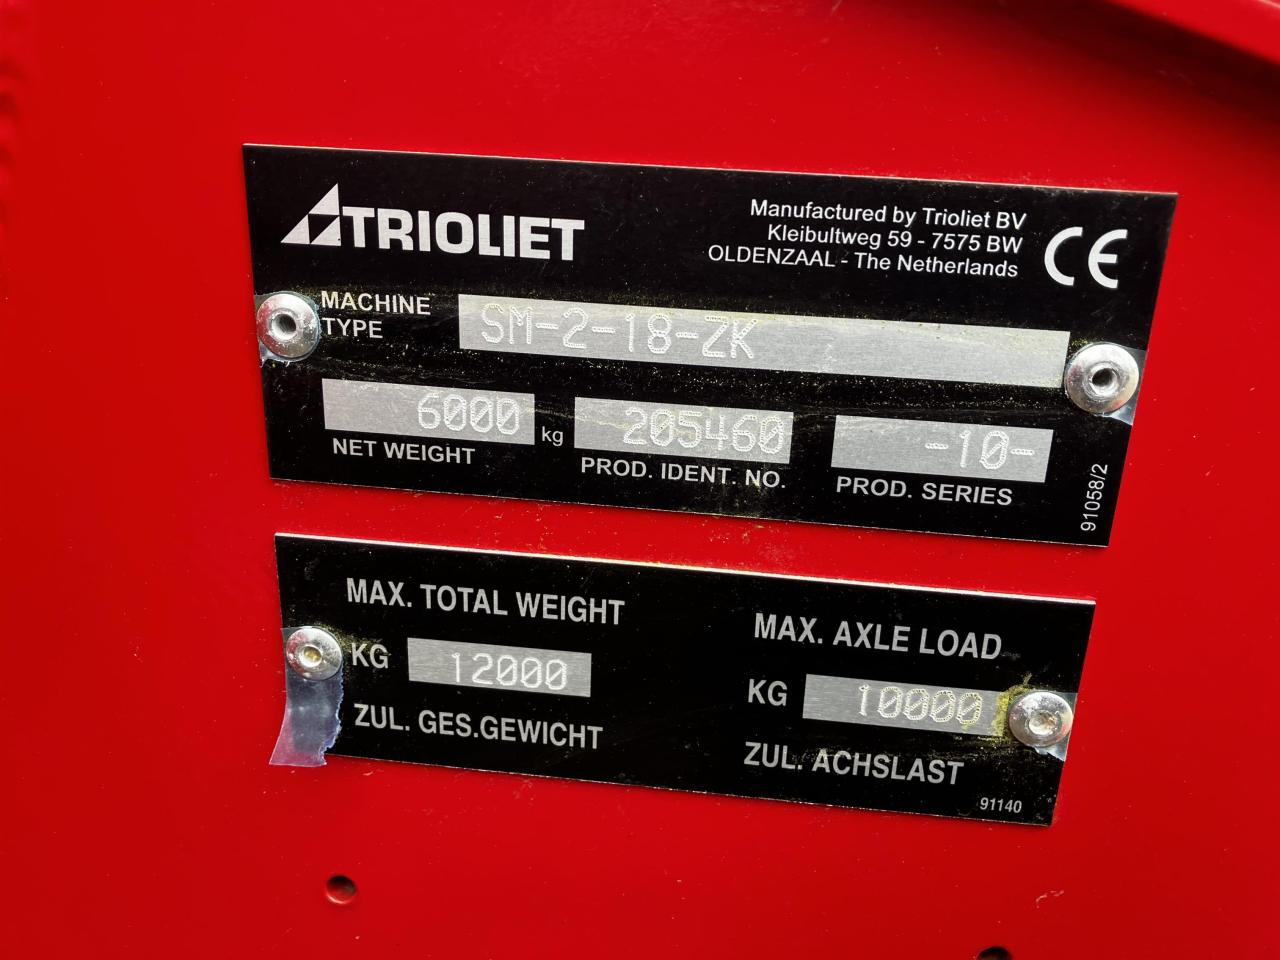 TRIOLIET
Manufactured by Trioliet BV
Kleibultweg 59 - 7575 BW
OLDENZAAL - The Netherlands
CE
MACHINE
TYPE
SM-2-18-ZK
6000 kg
NET WEIGHT
205460
PROD. IDENT. NO.
-10-
PROD. SERIES
91058/2
MAX. TOTAL WEIGHT
KG 12000
ZUL. GES.GEWICHT
MAX. AXLE LOAD
KG 10000
ZUL. ACHSLAST
91140